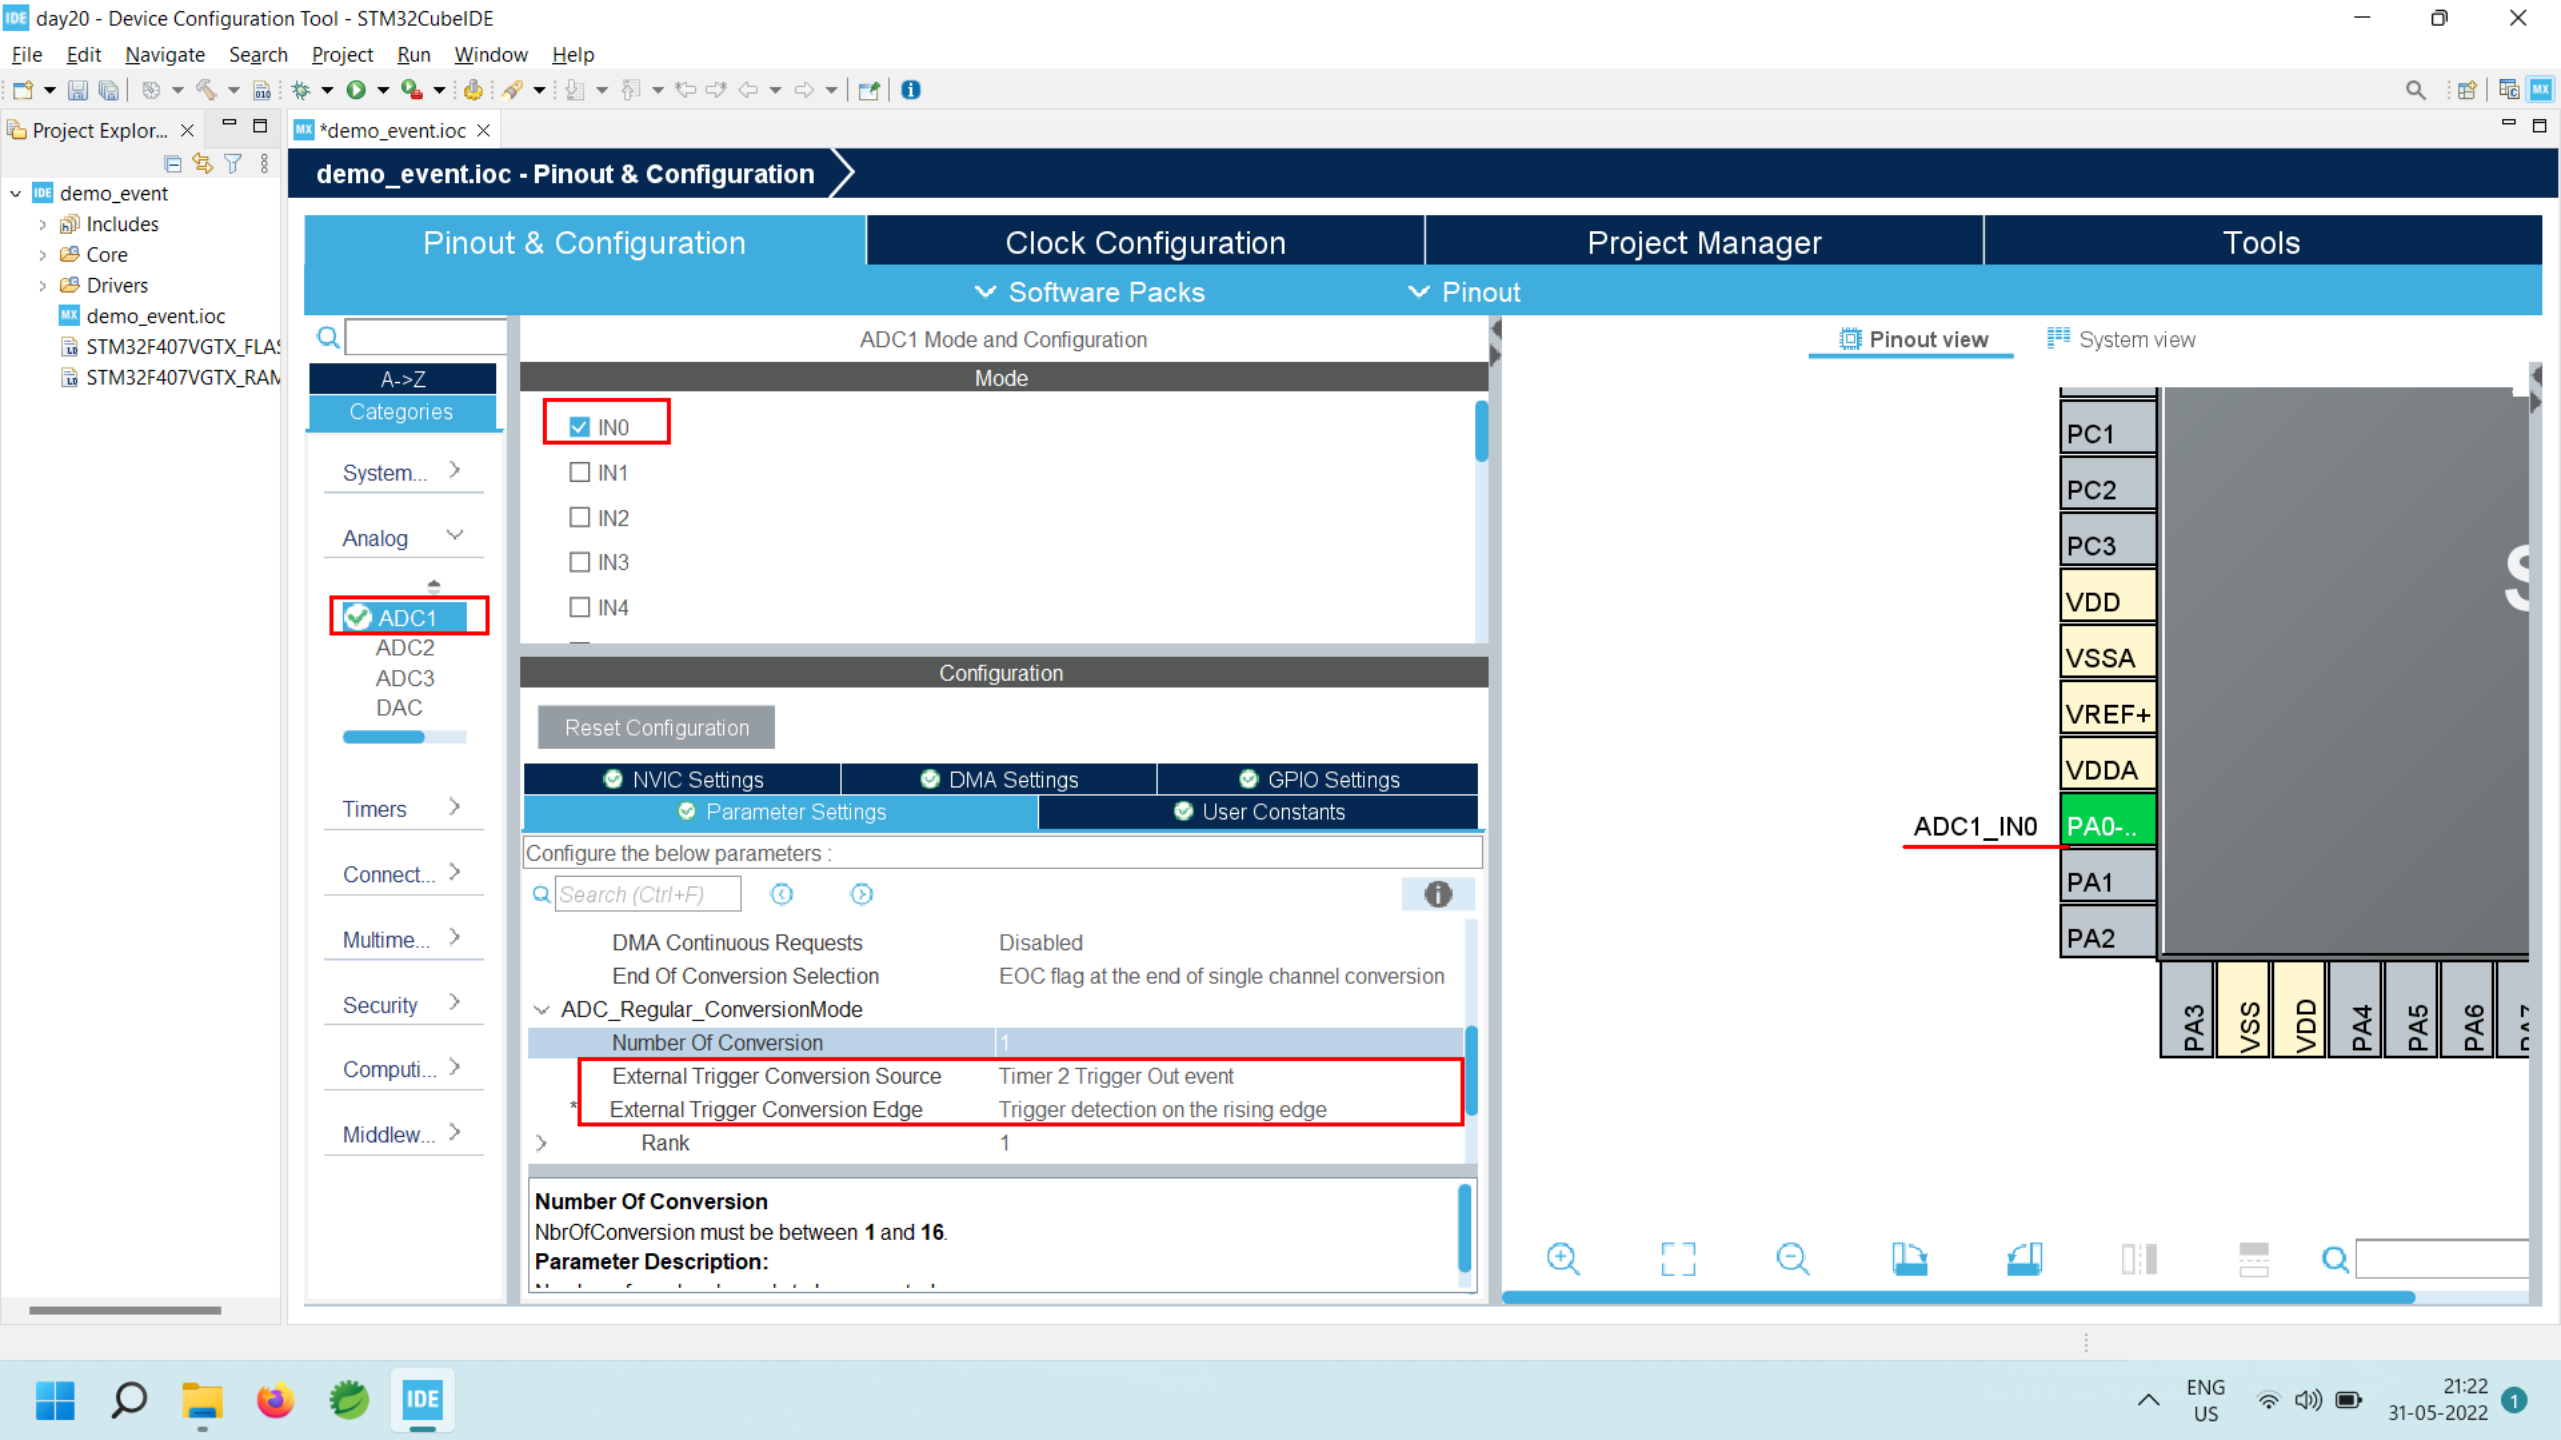 IDE day20 - Device Configuration Tool - STM32CubeIDE
File Edit Navigate Search Project Run Window Help
Project Explor...
MX *demo_event.ioc
IDE demo_event
Includes
Core
Drivers
MX demo_event.ioc
STM32F407VGTX_FLAS
STM32F407VGTX_RAM
demo_event.ioc - Pinout & Configuration
Pinout & Configuration
Clock Configuration
Project Manager
Tools
Software Packs
Pinout
A->Z
Categories
System...
Analog
ADC1
ADC2
ADC3
DAC
Timers
Connect...
Multime...
Security
Computi...
Middlew...
ADC1 Mode and Configuration
Mode
IN0
IN1
IN2
IN3
IN4
Configuration
Reset Configuration
NVIC Settings
DMA Settings
GPIO Settings
Parameter Settings
User Constants
Configure the below parameters :
Search (Ctrl+F)
DMA Continuous Requests Disabled
End Of Conversion Selection EOC flag at the end of single channel conversion
ADC_Regular_ConversionMode
Number Of Conversion 1
External Trigger Conversion Source Timer 2 Trigger Out event
* External Trigger Conversion Edge Trigger detection on the rising edge
Rank 1
Number Of Conversion
NbrOfConversion must be between 1 and 16.
Parameter Description:
Pinout view
System view
PC1
PC2
PC3
VDD
VSSA
VREF+
VDDA
ADC1_IN0 PA0-..
PA1
PA2
PA3
VSS
VDD
PA4
PA5
PA6
S
IDE
ENG
US
21:22
31-05-2022
1